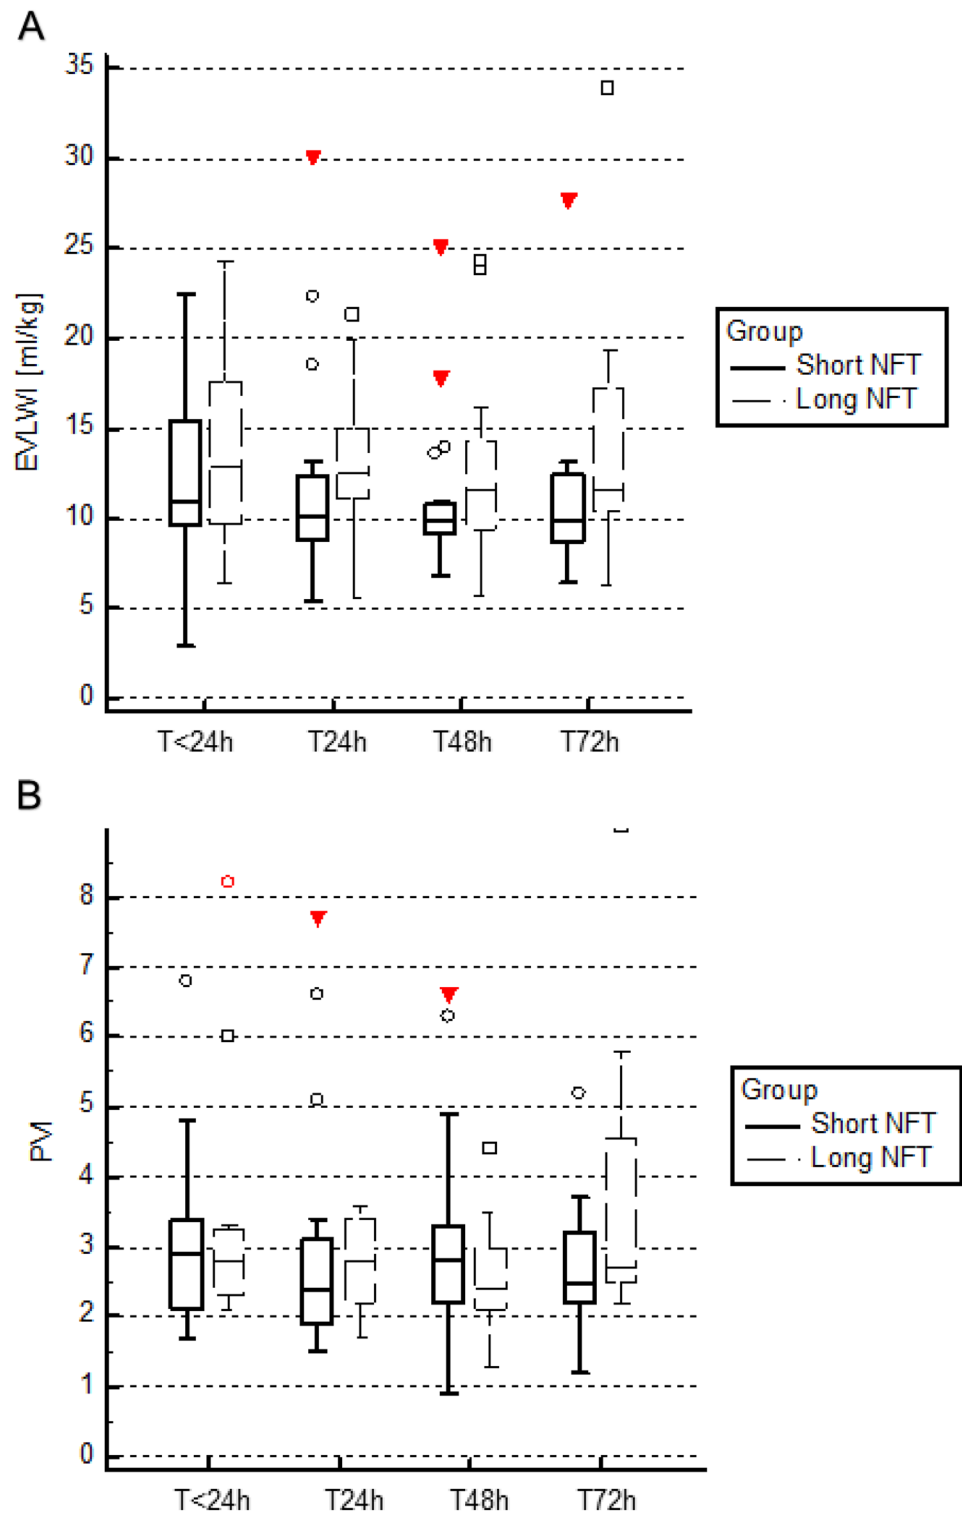 A
35
30
25
20
15
10
5
0
EVLWI [ml/kg]
T<24h T24h T48h T72h
Group
Short NFT
Long NFT
B
8
7
6
5
4
3
2
1
0
PVI
T<24h T24h T48h T72h
Group
Short NFT
Long NFT